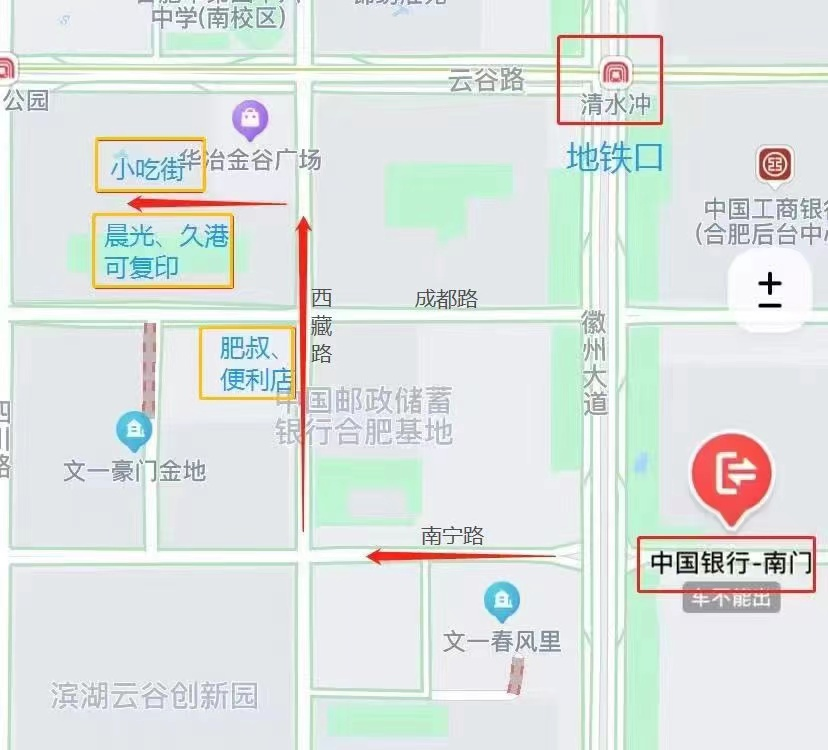 中学(南校区)
云谷路
公园
清水冲
地铁口
华冶金谷广场
小吃街
中国工商银行
(合肥后台中心
晨光、久港
可复印
西藏路
成都路
徽州大道
肥叔、
便利店
中国邮政储蓄
银行合肥基地
四川路
文一豪门金地
南宁路
中国银行-南门
车不能出
文一春风里
滨湖云谷创新园